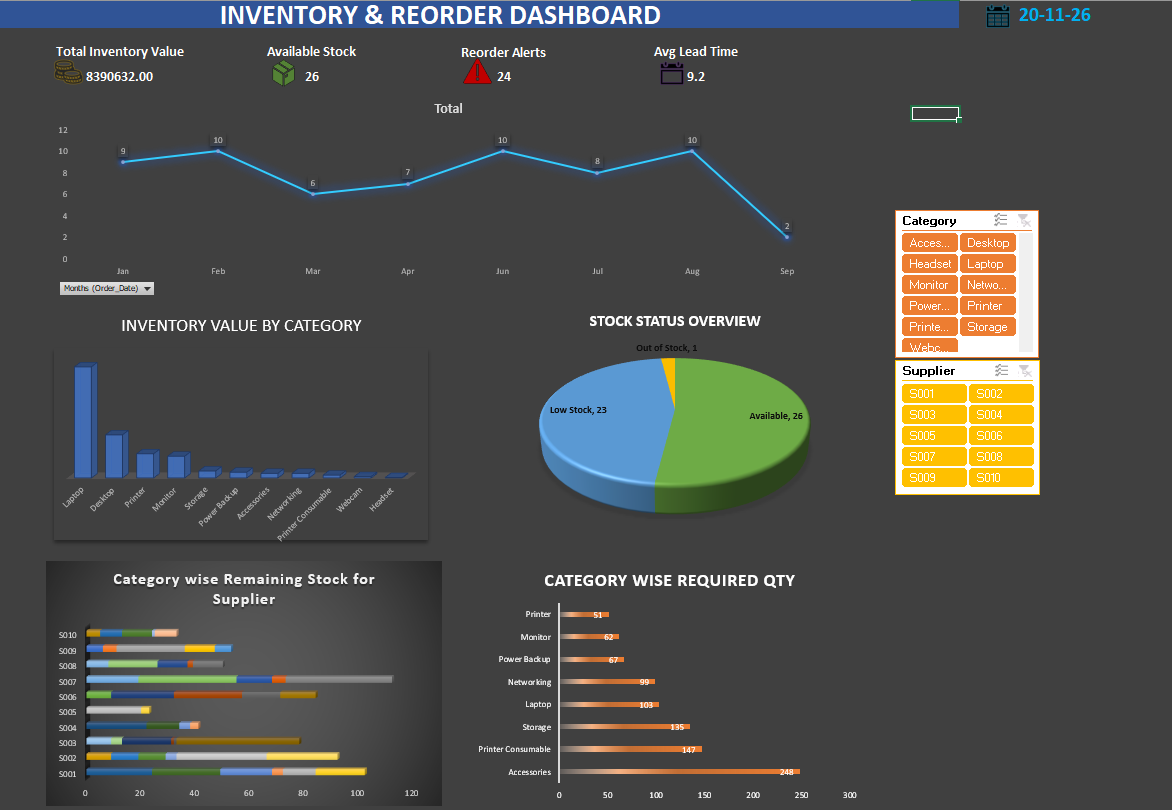 INVENTORY & REORDER DASHBOARD
20-11-26
Total Inventory Value
8390632.00
Available Stock
26
Reorder Alerts
24
Avg Lead Time
9.2
Total
12
10
8
6
4
2
0
9
10
6
7
10
8
10
2
Jan Feb Mar Apr Jun Jul Aug Sep
Months (Order_Date)
Category
Acces... Desktop
Headset Laptop
Monitor Netwo...
Power... Printer
Printe... Storage
Webc...
Supplier
S001 S002
S003 S004
S005 S006
S007 S008
S009 S010
INVENTORY VALUE BY CATEGORY
Laptop
Desktop
Printer
Monitor
Storage
Power Backup
Accessories
Networking
Printer Consumable
Webcam
Headset
STOCK STATUS OVERVIEW
Out of Stock, 1
Low Stock, 23
Available, 26
Category wise Remaining Stock for
Supplier
S010
S009
S008
S007
S006
S005
S004
S003
S002
S001
0 20 40 60 80 100 120
CATEGORY WISE REQUIRED QTY
Printer 51
Monitor 62
Power Backup 67
Networking 99
Laptop 103
Storage 135
Printer Consumable 147
Accessories 248
0 50 100 150 200 250 300